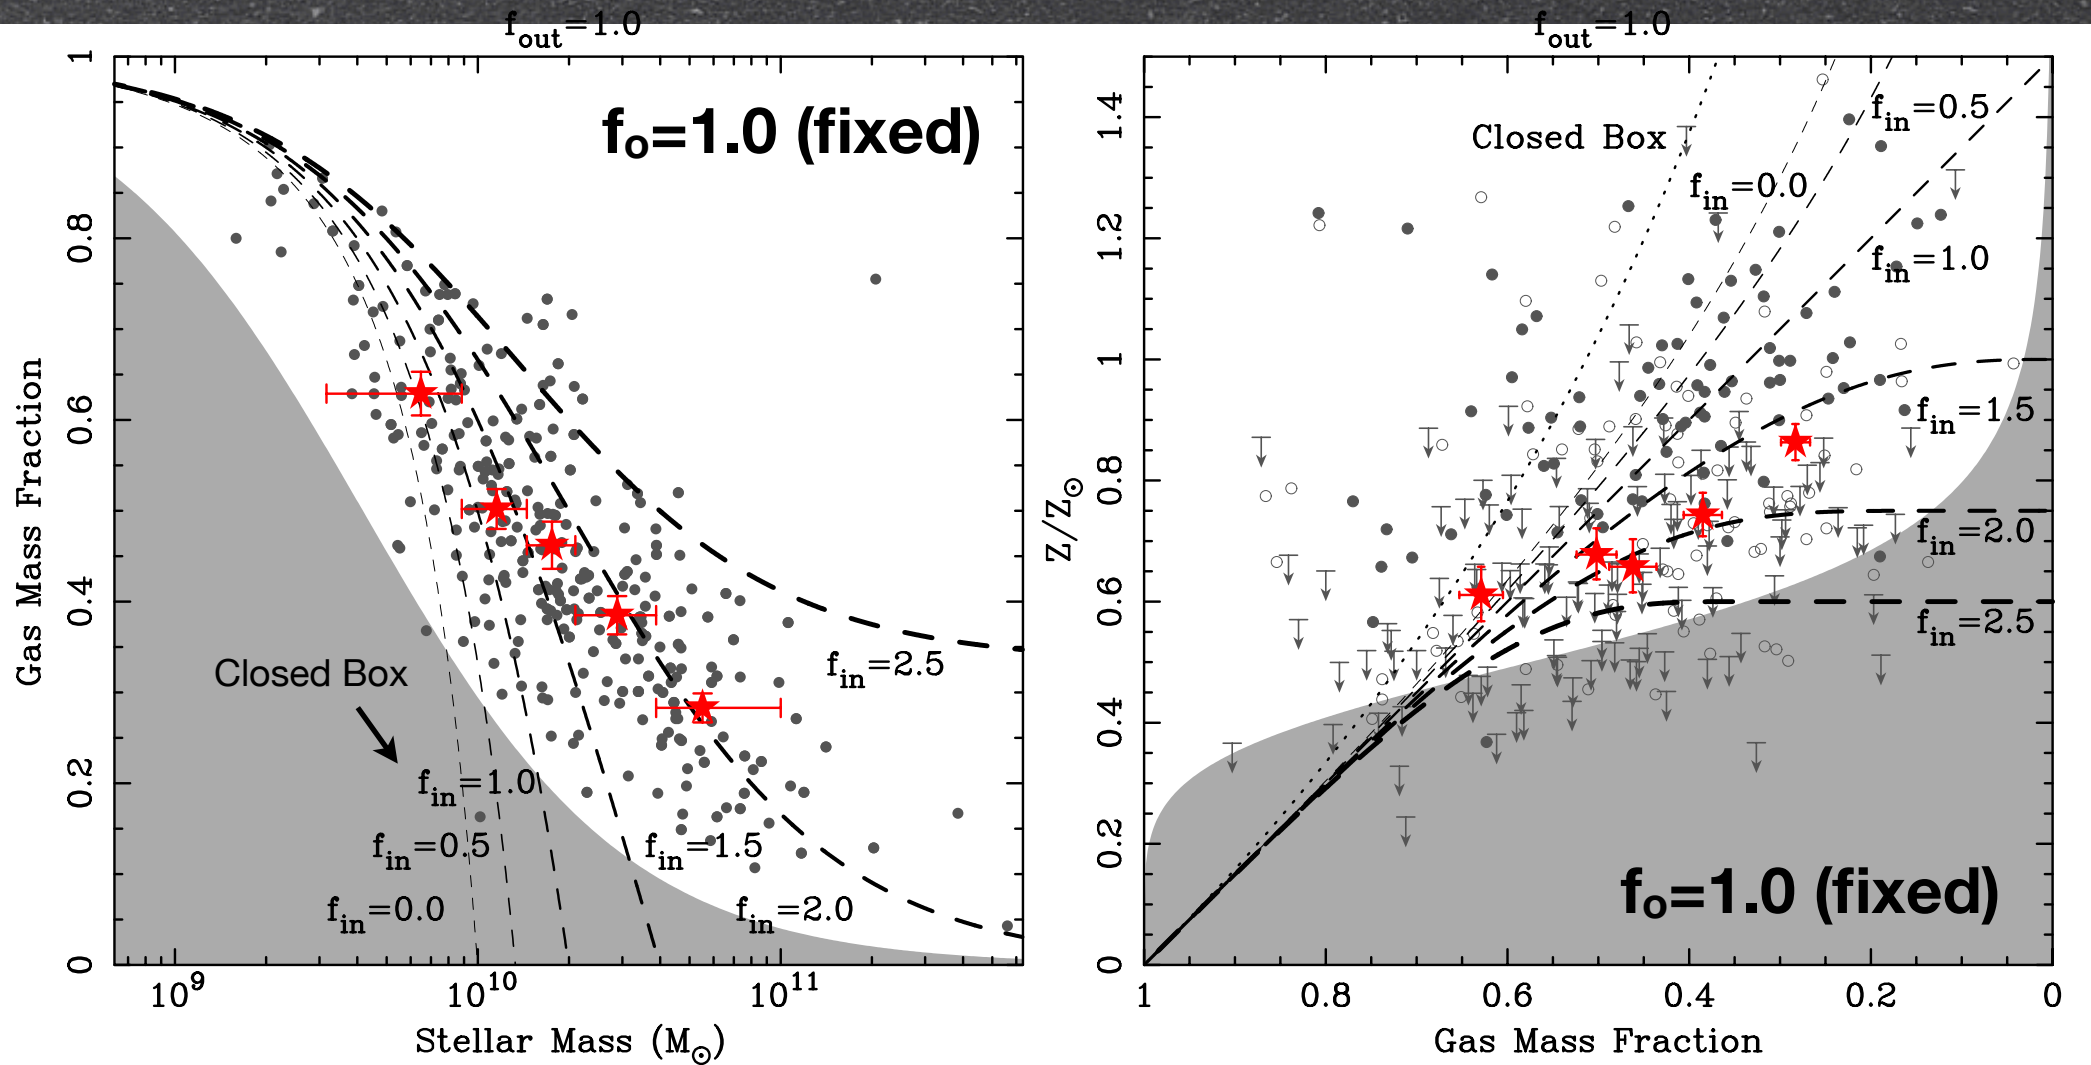 f_out=1.0
f_o=1.0 (fixed)
Gas Mass Fraction
1
0.8
0.6
0.4
0.2
0
Closed Box
f_in=2.5
f_in=1.0
f_in=0.5
f_in=1.5
f_in=0.0
f_in=2.0
10^9
10^10
10^11
Stellar Mass (M_⊙)
f_out=1.0
Z/Z_⊙
1.4
1.2
1
0.8
0.6
0.4
0.2
0
f_in=0.5
Closed Box
f_in=0.0
f_in=1.0
f_in=1.5
f_in=2.0
f_in=2.5
f_o=1.0 (fixed)
1
0.8
0.6
0.4
0.2
0
Gas Mass Fraction